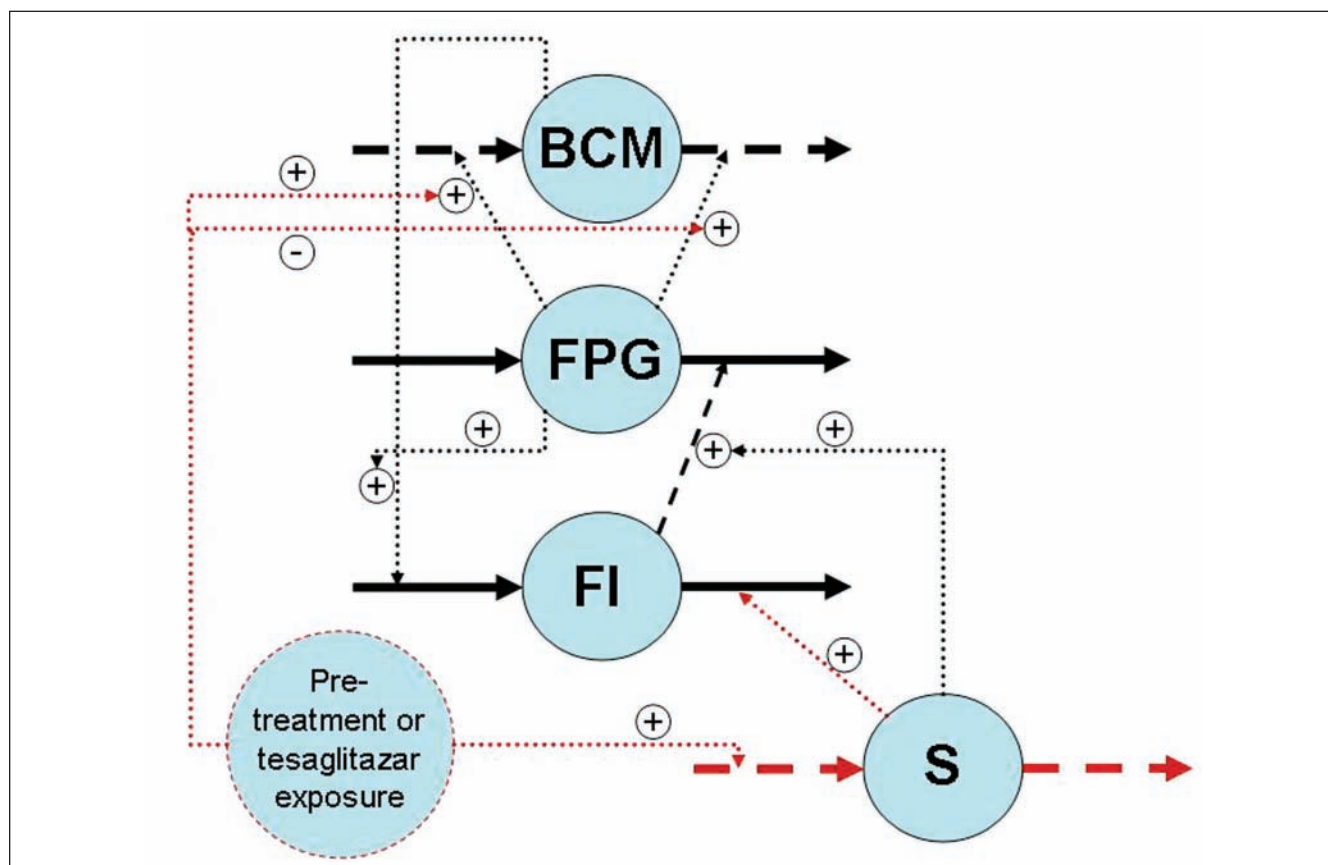 BCM
+
+
+
-
FPG
+
+
+
+
FI
+
Pre-
treatment or
tesaglitazar
exposure
+
S